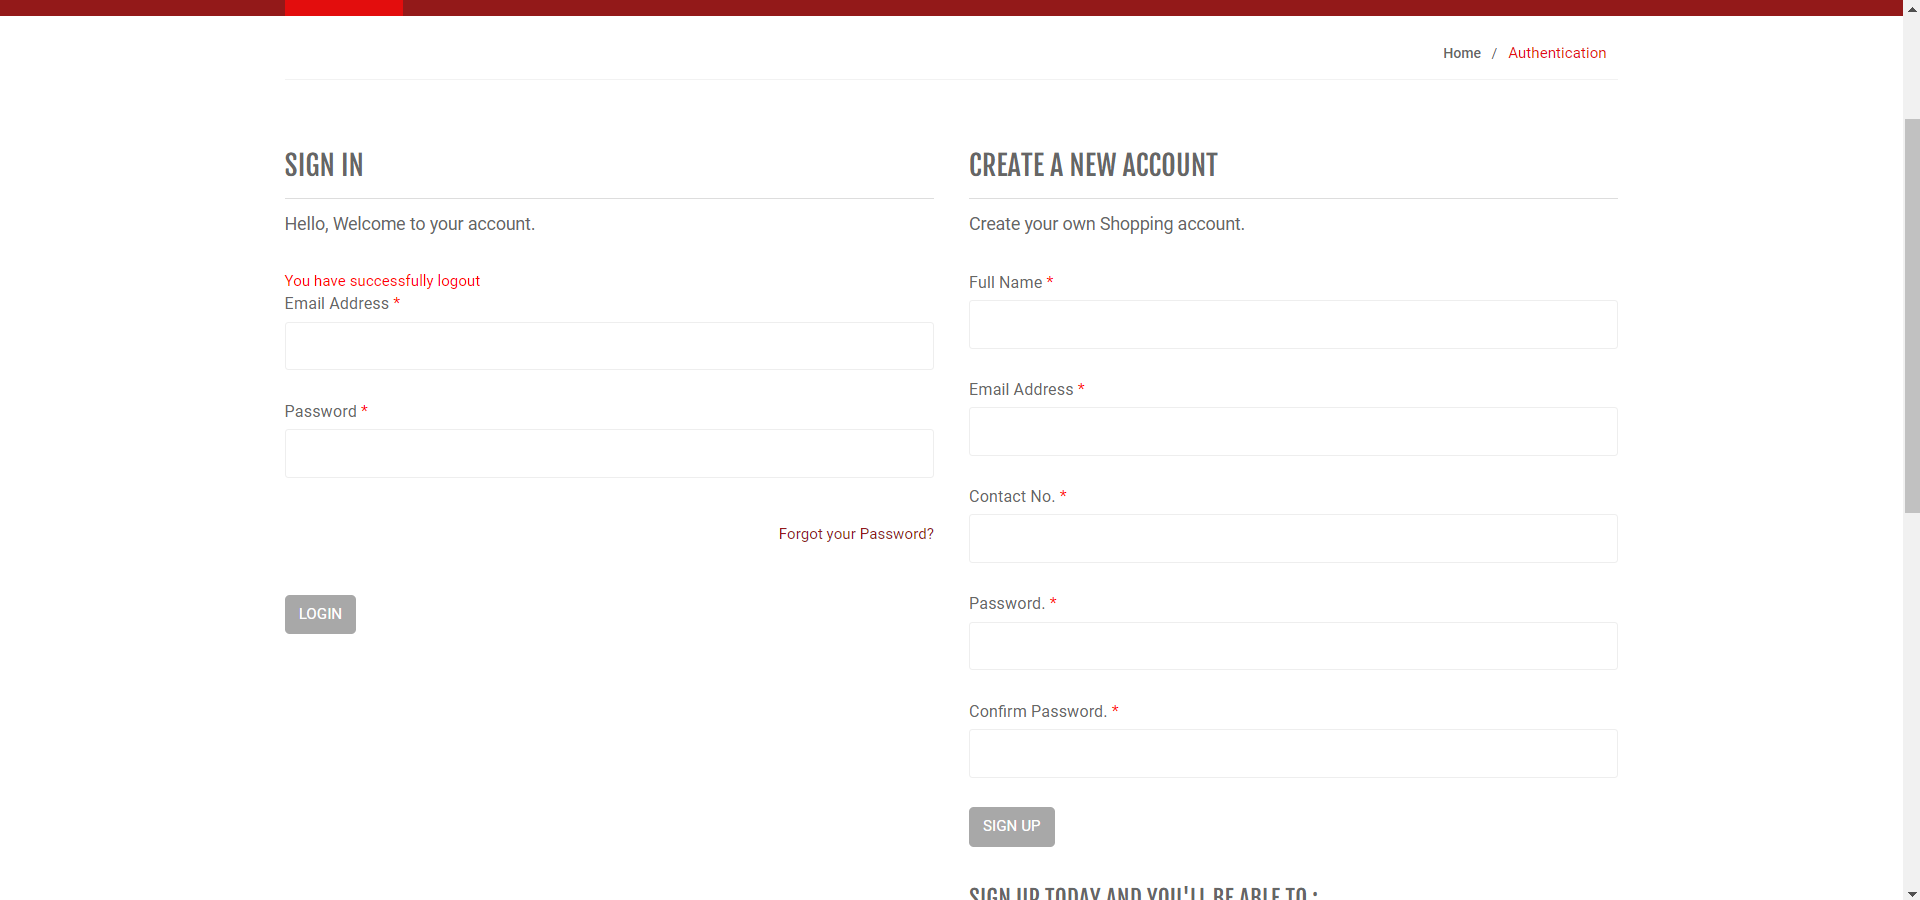 Home / Authentication
SIGN IN
Hello, Welcome to your account.
You have successfully logout
Email Address *
Password *
Forgot your Password?
LOGIN
CREATE A NEW ACCOUNT
Create your own Shopping account.
Full Name *
Email Address *
Contact No. *
Password. *
Confirm Password. *
SIGN UP
SIGN UP TODAY AND YOU'LL BE ABLE TO :